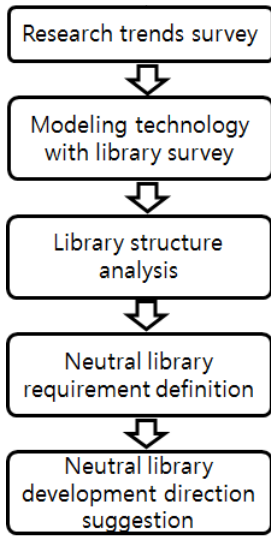 Research trends survey
Modeling technology
with library survey
Library structure
analysis
Neutral library
requirement definition
Neutral library
development direction
suggestion